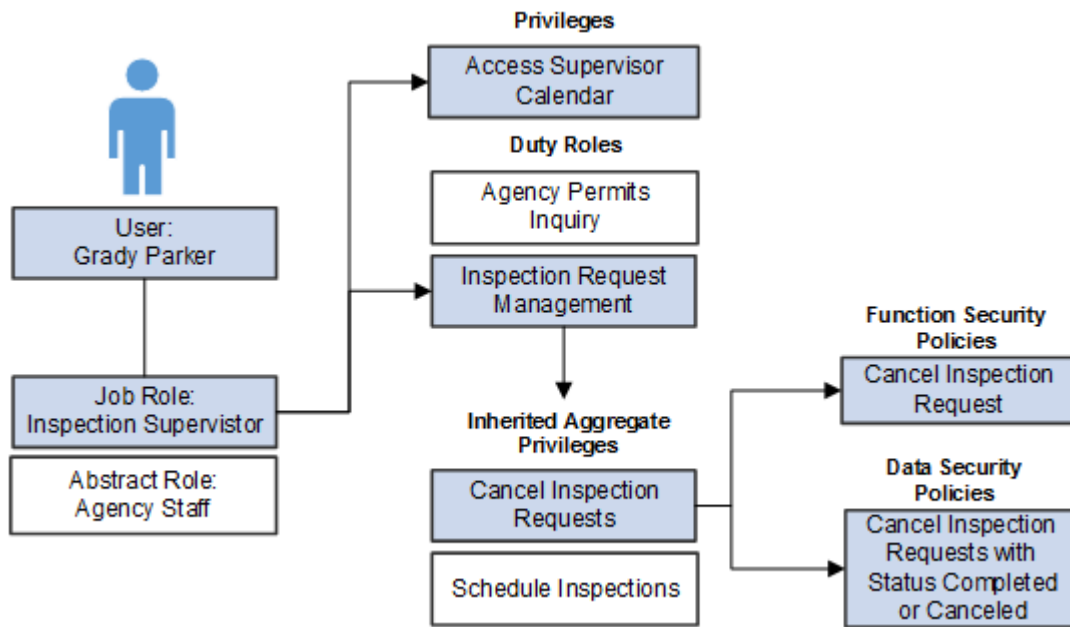 Privileges
Access Supervisor
Calendar
Duty Roles
Agency Permits
Inquiry
User:
Grady Parker
Inspection Request
Management
Function Security
Policies
Cancel Inspection
Request
Job Role:
Inspection Supervistor
Inherited Aggregate
Privileges
Abstract Role:
Agency Staff
Cancel Inspection
Requests
Data Security
Policies
Cancel Inspection
Requests with
Status Completed
or Canceled
Schedule Inspections